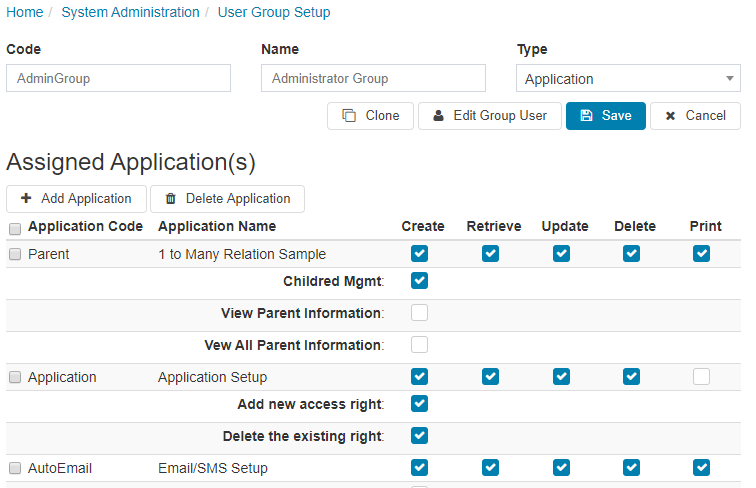 Home / System Administration / User Group Setup
Code Name Type
AdminGroup Administrator Group Application
Clone Edit Group User Save Cancel
Assigned Application(s)
Add Application Delete Application
Application Code Application Name Create Retrieve Update Delete Print
Parent 1 to Many Relation Sample
Childred Mgmt:
View Parent Information:
Vew All Parent Information:
Application Application Setup
Add new access right:
Delete the existing right:
AutoEmail Email/SMS Setup